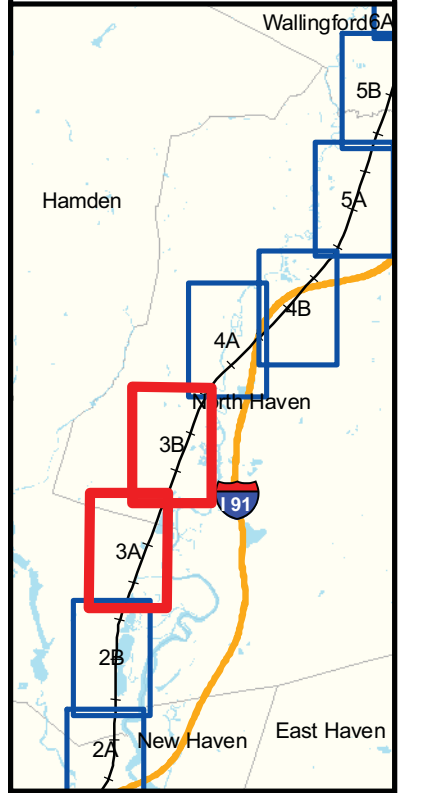 Wallingford 6A
5B
Hamden
5A
4B
4A
North Haven
3B
I 91
3A
2B
East Haven
New Haven
2A